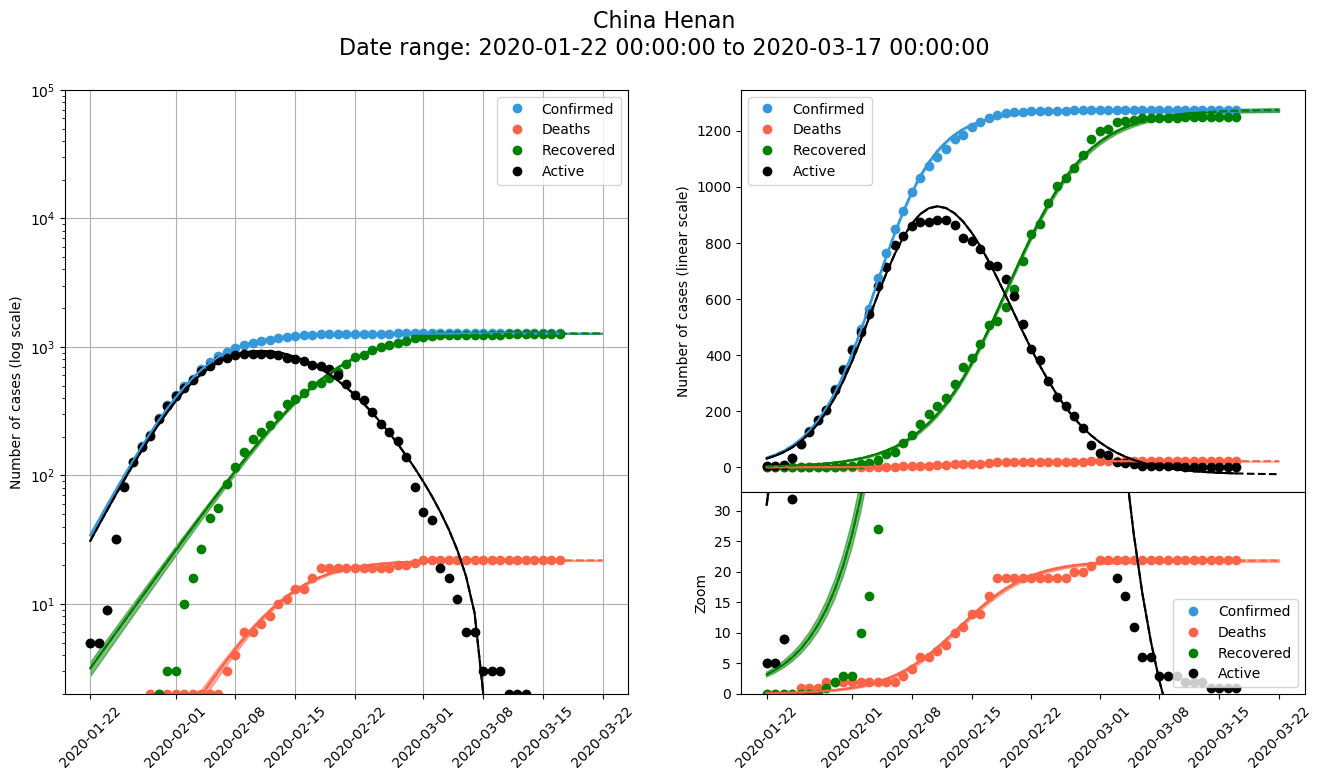 China Henan
Date range: 2020-01-22 00:00:00 to 2020-03-17 00:00:00
Number of cases (log scale)
10^5
10^4
10^3
10^2
10^1
Confirmed
Deaths
Recovered
Active
2020-01-22
2020-02-01
2020-02-08
2020-02-15
2020-02-22
2020-03-01
2020-03-08
2020-03-15
2020-03-22
Number of cases (linear scale)
1200
1000
800
600
400
200
0
Confirmed
Deaths
Recovered
Active
Zoom
30
25
20
15
10
5
0
Confirmed
Deaths
Recovered
Active
2020-01-22
2020-02-01
2020-02-08
2020-02-15
2020-02-22
2020-03-01
2020-03-08
2020-03-15
2020-03-22